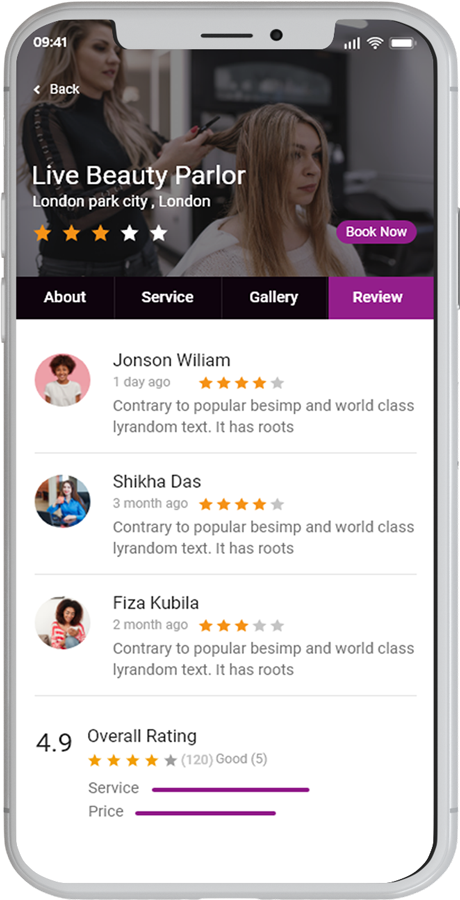 09:41
Back
Live Beauty Parlor
London park city , London
Book Now
About Service Gallery Review
Jonson Wiliam
1 day ago
Contrary to popular besimp and world class
lyrandom text. It has roots
Shikha Das
3 month ago
Contrary to popular besimp and world class
lyrandom text. It has roots
Fiza Kubila
2 month ago
Contrary to popular besimp and world class
lyrandom text. It has roots
4.9 Overall Rating
(120) Good (5)
Service
Price